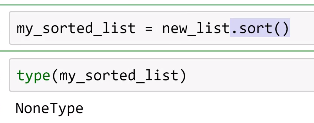 my_sorted_list = new_list.sort()
type(my_sorted_list)
NoneType